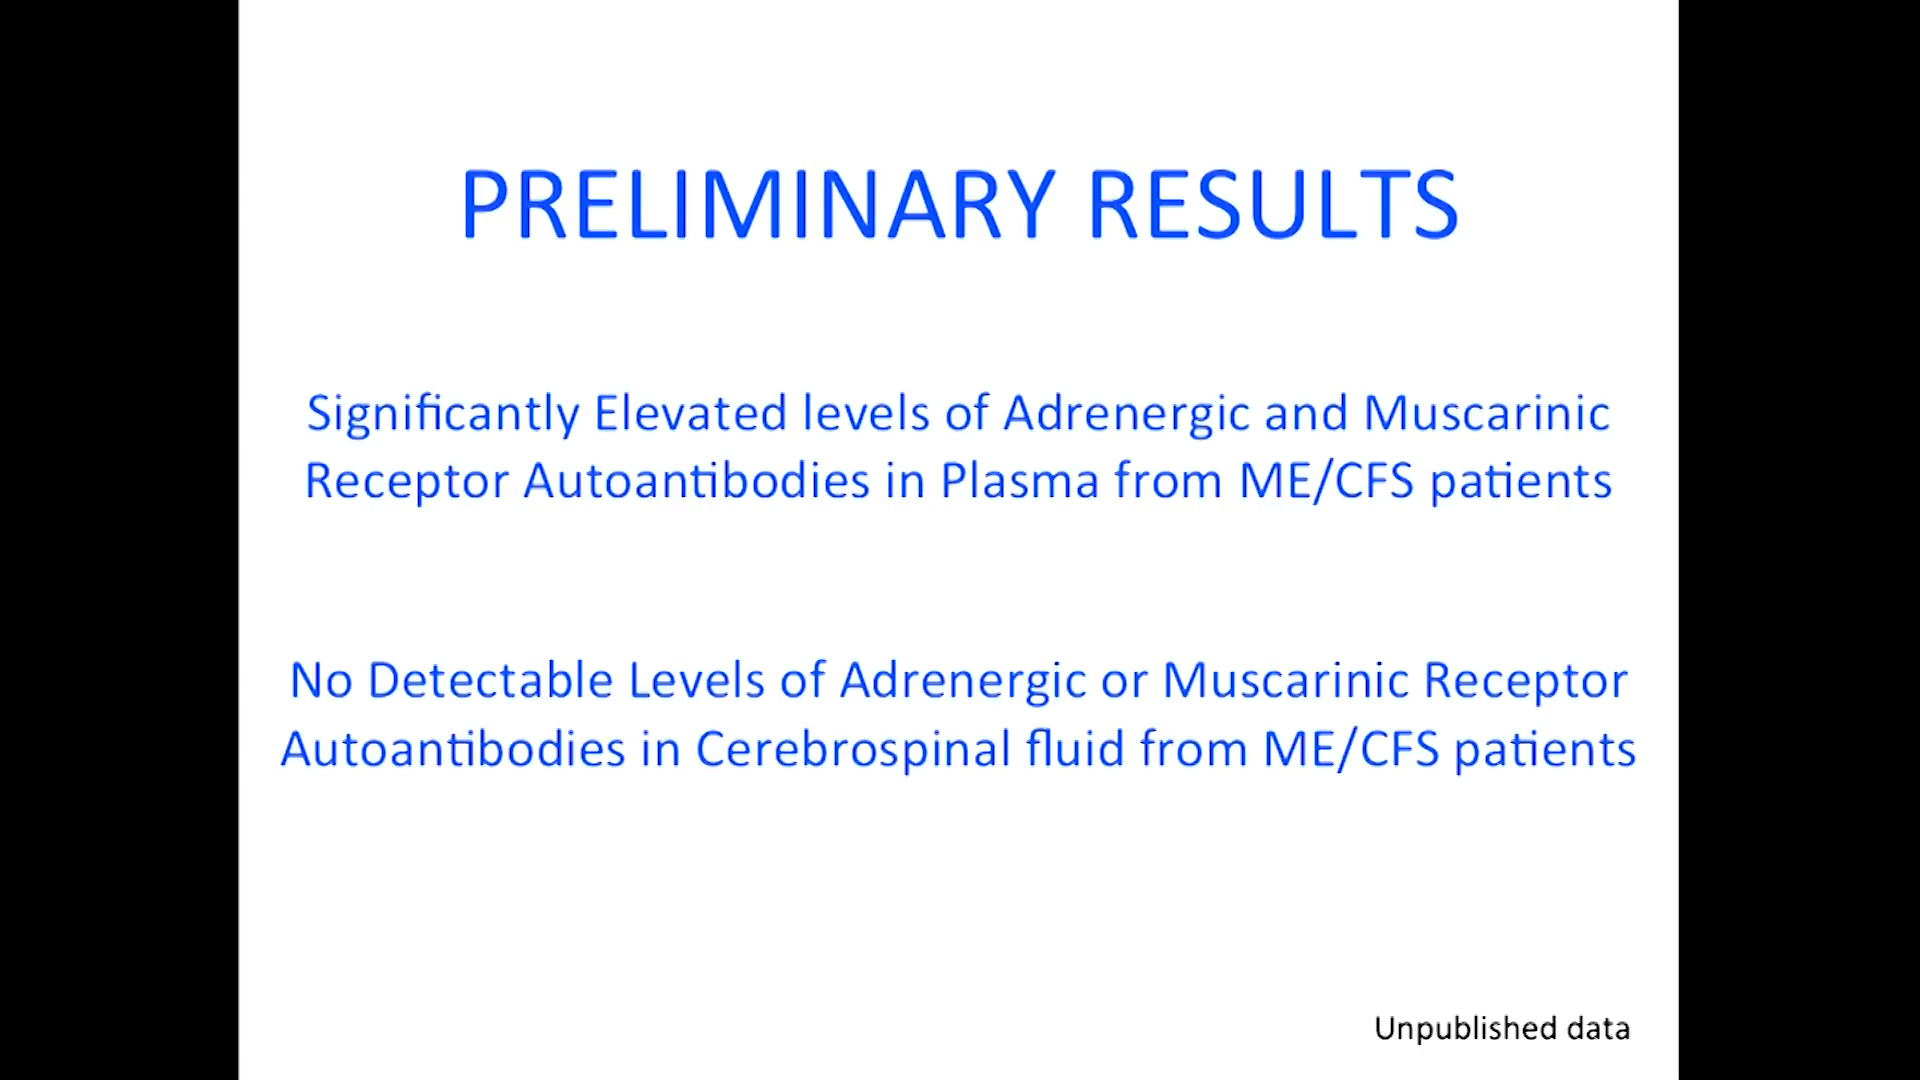 PRELIMINARY RESULTS
Significantly Elevated levels of Adrenergic and Muscarinic
Receptor Autoantibodies in Plasma from ME/CFS patients
No Detectable Levels of Adrenergic or Muscarinic Receptor
Autoantibodies in Cerebrospinal fluid from ME/CFS patients
Unpublished data